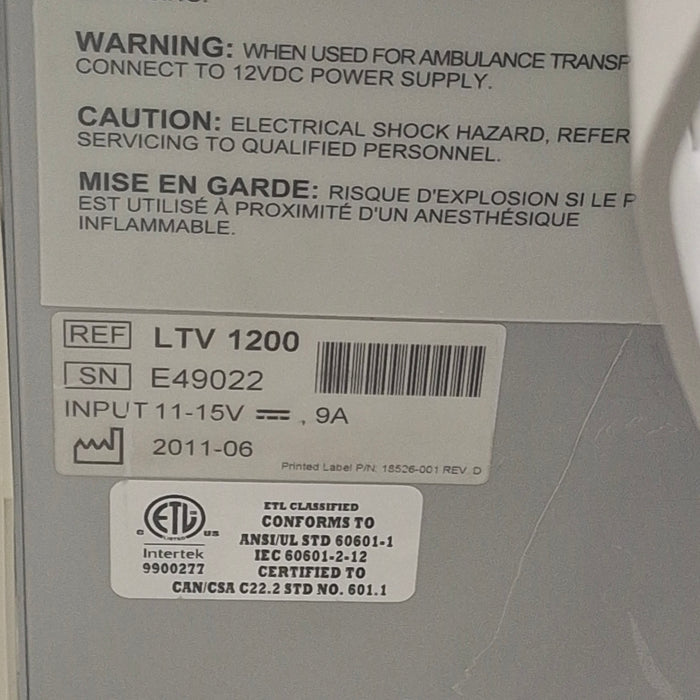 WARNING: WHEN USED FOR AMBULANCE TRANSP
CONNECT TO 12VDC POWER SUPPLY.
CAUTION: ELECTRICAL SHOCK HAZARD, REFER
SERVICING TO QUALIFIED PERSONNEL.
MISE EN GARDE: RISQUE D'EXPLOSION SI LE P
EST UTILISÉ À PROXIMITÉ D'UN ANESTHÉSIQUE
INFLAMMABLE.
REF LTV 1200
SN E49022
INPUT 11-15V ⎓ , 9A
2011-06
Printed Label P/N: 18526-001 REV. D
ETL CLASSIFIED
CONFORMS TO
ANSI/UL STD 60601-1
IEC 60601-2-12
CERTIFIED TO
CAN/CSA C22.2 STD NO. 601.1
C ETL US
LISTED
Intertek
9900277